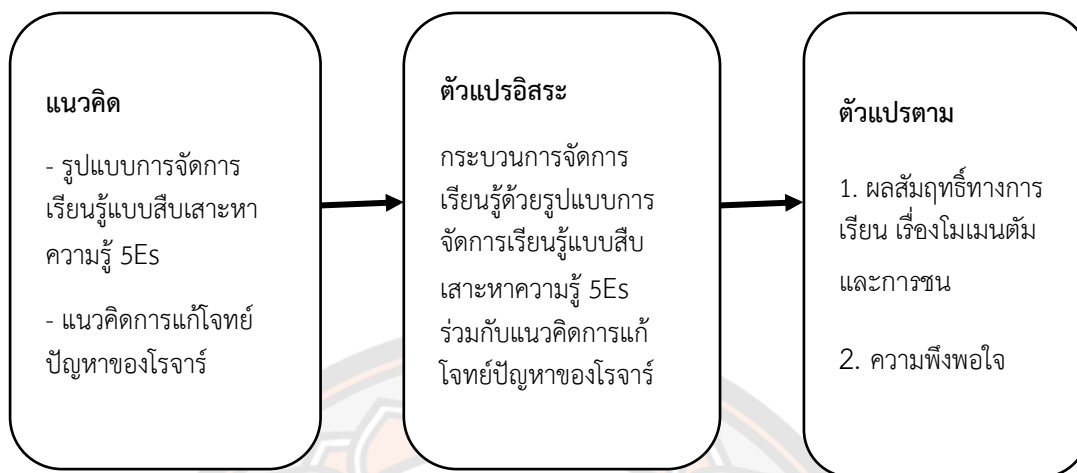 แนวคิด
- รูปแบบการจัดการ
เรียนรู้แบบสืบเสาะหา
ความรู้ 5Es
- แนวคิดการแก้โจทย์
ปัญหาของโรจาร์
ตัวแปรอิสระ
กระบวนการจัดการ
เรียนรู้ด้วยรูปแบบการ
จัดการเรียนรู้แบบสืบ
เสาะหาความรู้ 5Es
ร่วมกับแนวคิดการแก้
โจทย์ปัญหาของโรจาร์
ตัวแปรตาม
1. ผลสัมฤทธิ์ทางการ
เรียน เรื่องโมเมนตัม
และการชน
2. ความพึงพอใจ